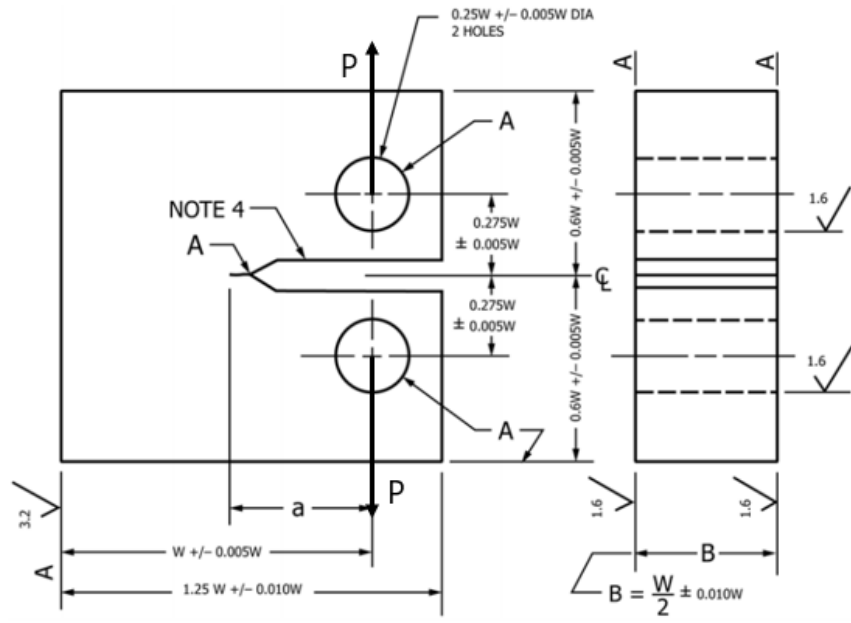 0.25W +/- 0.005W DIA
2 HOLES
P
A
A
A
NOTE 4
A
0.275W
± 0.005W
0.6W +/- 0.005W
1.6
℄
0.275W
± 0.005W
0.6W +/- 0.005W
1.6
A
P
3.2
a
1.6
1.6
W +/- 0.005W
B
A
1.25 W +/- 0.010W
B = W/2 ± 0.010W